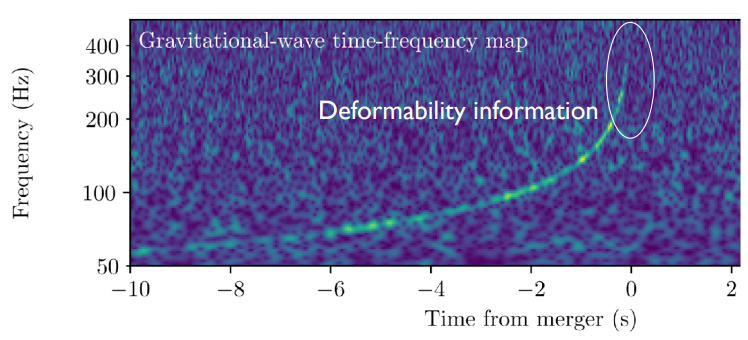 Gravitational-wave time-frequency map
Deformability information
Frequency (Hz)
400
300
200
100
50
−10 −8 −6 −4 −2 0 2
Time from merger (s)